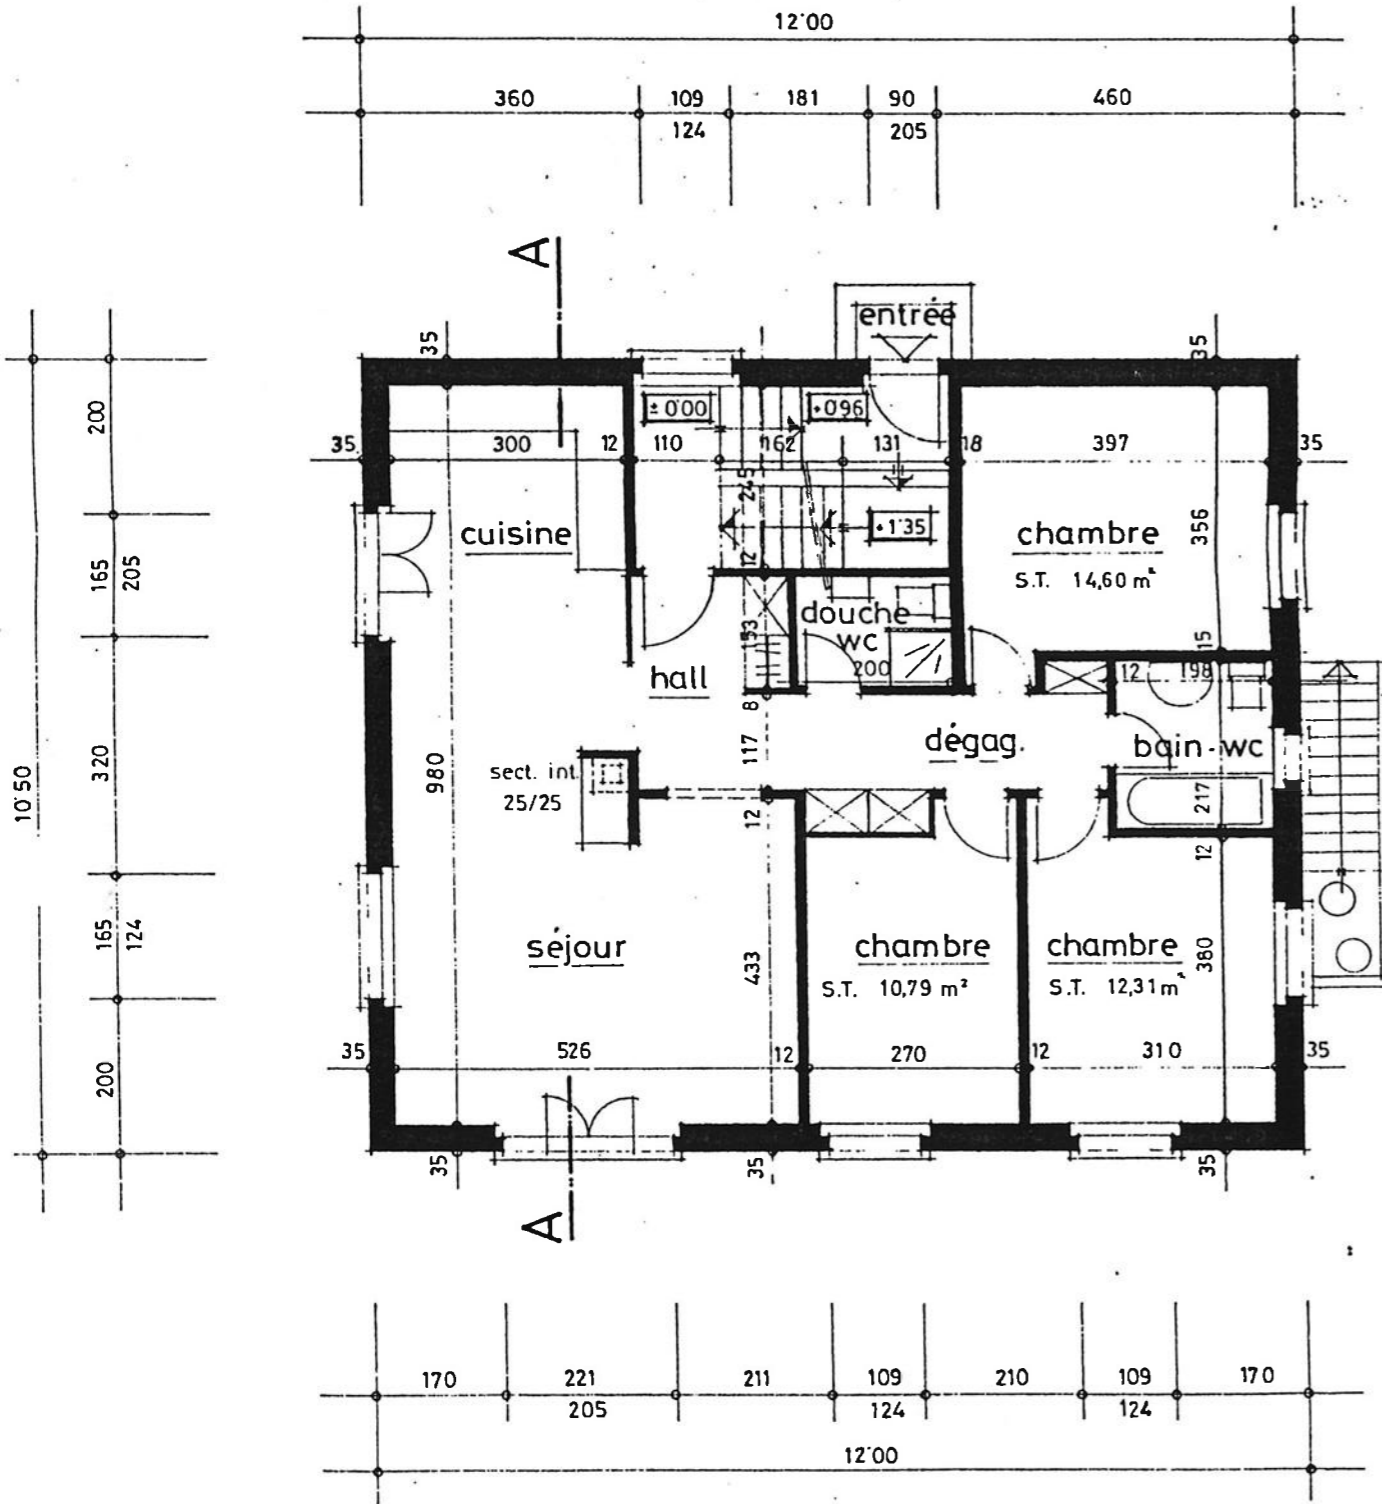 12'00
360 109 181 90 460
124 205
A
entrée
35 35
± 0'00 +0'96
35 300 12 110 162 131 18 397 35
200
245
cuisine
+1'35
chambre
S.T. 14,60 m²
356
165
205
12
douche
wc
153
200
15
hall
12 198
8
dégag.
bain-wc
117
320
980
sect. int.
25/25
10'50
217
12
12
séjour
chambre
S.T. 10,79 m²
chambre
S.T. 12,31 m²
380
165
124
433
35 526 12 270 12 310 35
200
35 35 35
A
170 221 211 109 210 109 170
205 124 124
12'00